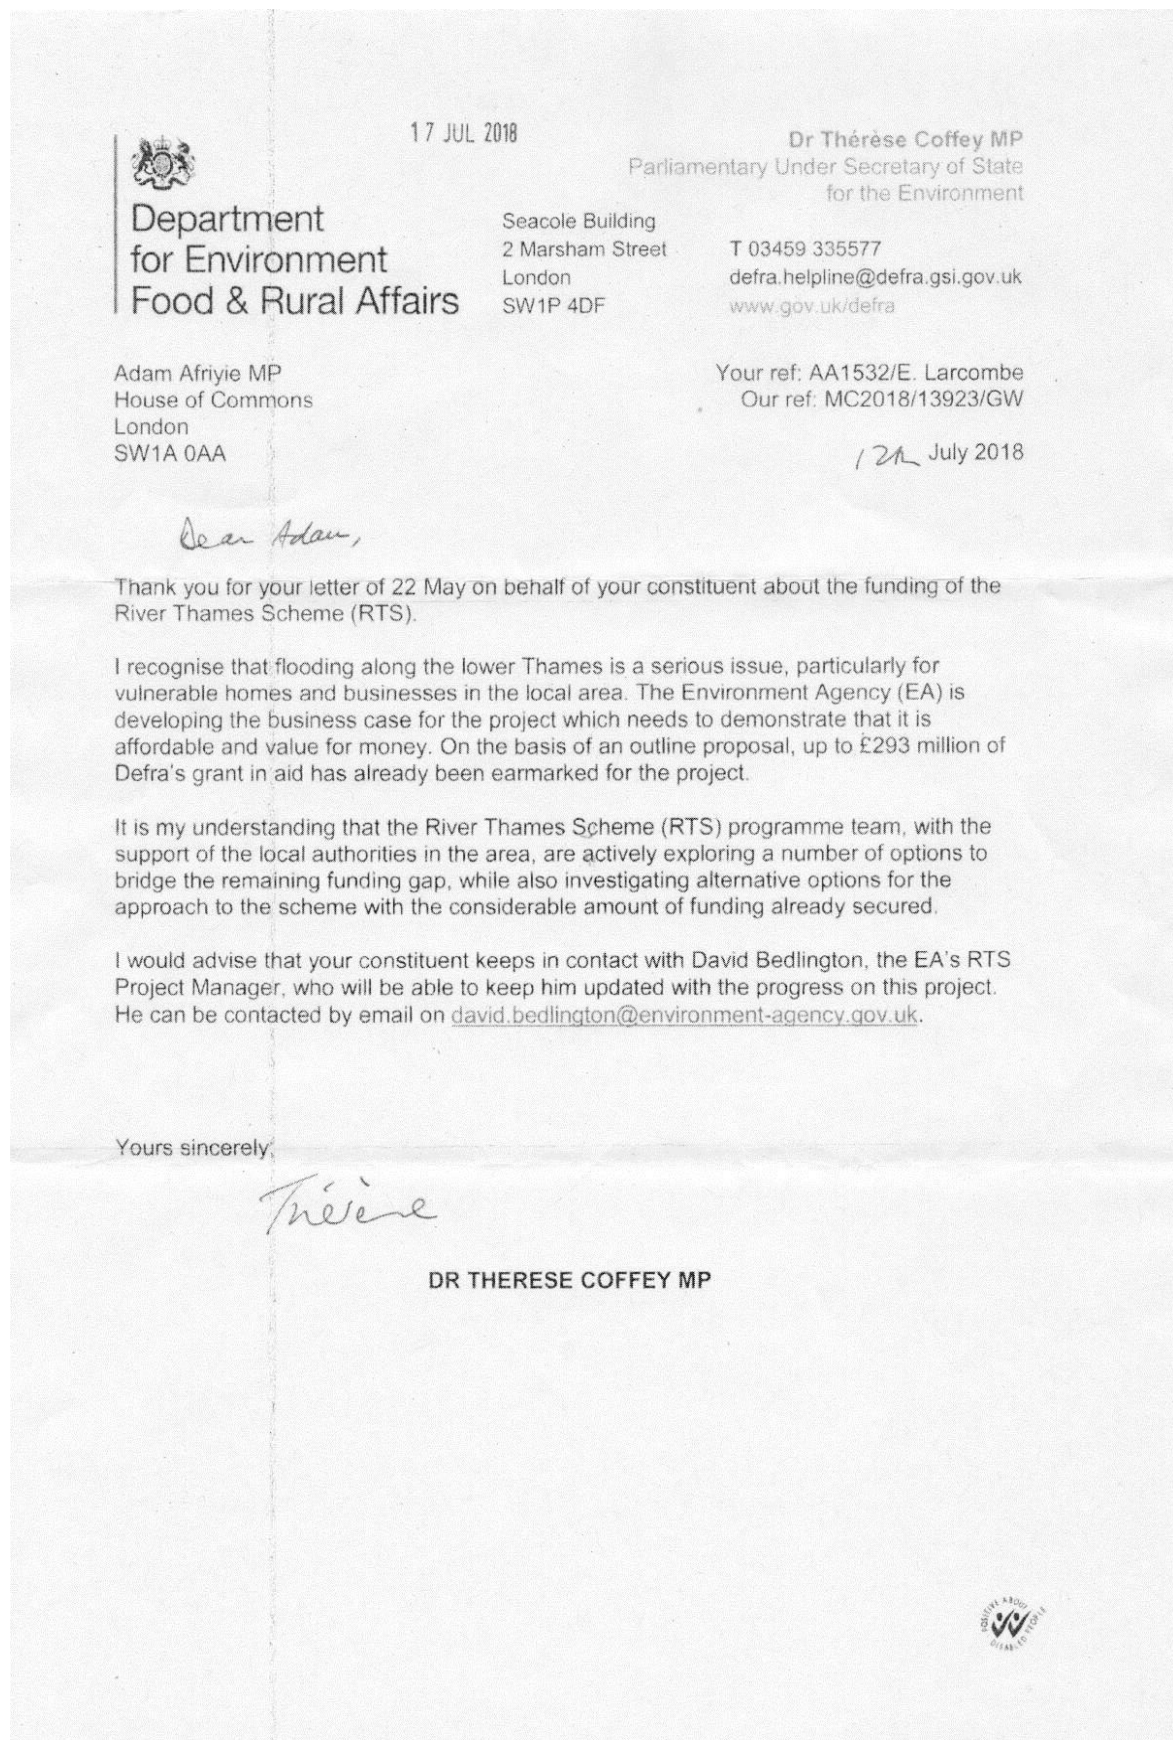 17 JUL 2018
Dr Thérèse Coffey MP
Parliamentary Under Secretary of State
for the Environment
Department
for Environment
Food & Rural Affairs
Seacole Building
2 Marsham Street
London
SW1P 4DF
T 03459 335577
defra.helpline@defra.gsi.gov.uk
www.gov.uk/defra
Adam Afriyie MP
House of Commons
London
SW1A 0AA
Your ref: AA1532/E. Larcombe
Our ref: MC2018/13923/GW
12th July 2018
Dear Adam,
Thank you for your letter of 22 May on behalf of your constituent about the funding of the
River Thames Scheme (RTS).
I recognise that flooding along the lower Thames is a serious issue, particularly for
vulnerable homes and businesses in the local area. The Environment Agency (EA) is
developing the business case for the project which needs to demonstrate that it is
affordable and value for money. On the basis of an outline proposal, up to £293 million of
Defra's grant in aid has already been earmarked for the project.
It is my understanding that the River Thames Scheme (RTS) programme team, with the
support of the local authorities in the area, are actively exploring a number of options to
bridge the remaining funding gap, while also investigating alternative options for the
approach to the scheme with the considerable amount of funding already secured.
I would advise that your constituent keeps in contact with David Bedlington, the EA's RTS
Project Manager, who will be able to keep him updated with the progress on this project.
He can be contacted by email on david.bedlington@environment-agency.gov.uk.
Yours sincerely,
Thérèse
DR THERESE COFFEY MP
POSITIVE ABOUT
DISABLED PEOPLE